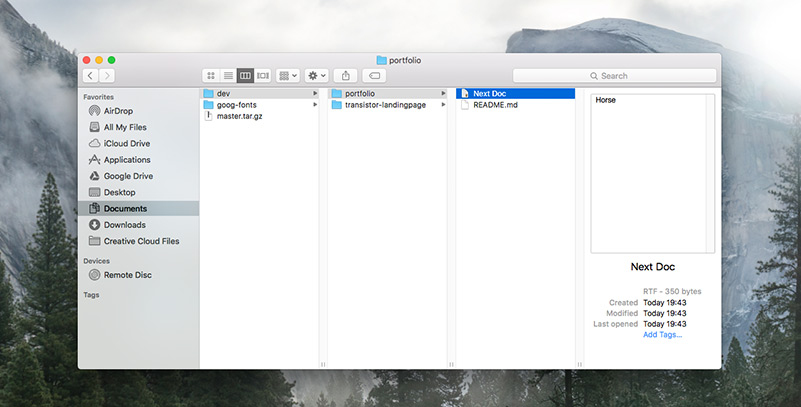 portfolio
Search
Favorites
AirDrop
All My Files
iCloud Drive
Applications
Google Drive
Desktop
Documents
Downloads
Creative Cloud Files
Devices
Remote Disc
Tags
dev
goog-fonts
master.tar.gz
portfolio
transistor-landingpage
Next Doc
README.md
Horse
Next Doc
RTF - 350 bytes
Created Today 19:43
Modified Today 19:43
Last opened Today 19:43
Add Tags...